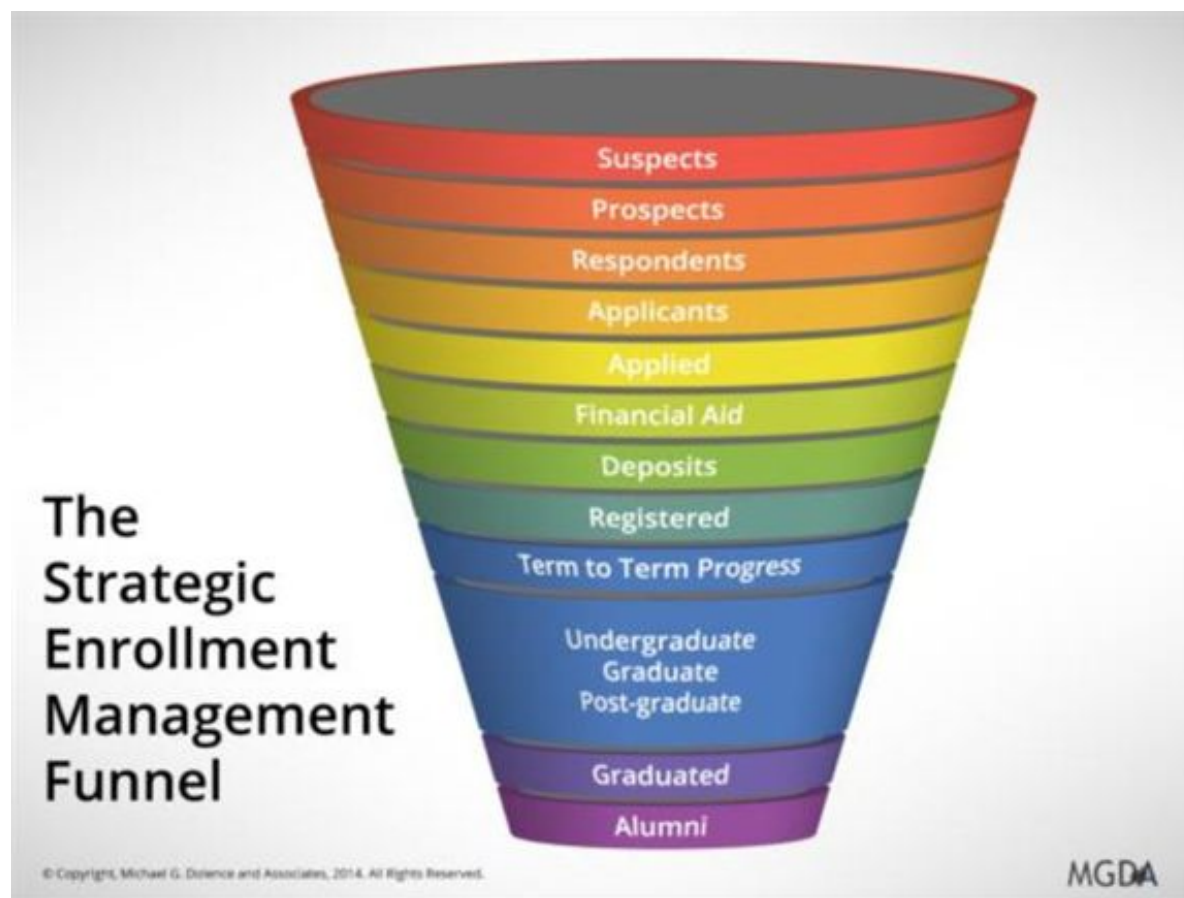 Suspects
Prospects
Respondents
Applicants
Applied
Financial Aid
Deposits
Registered
Term to Term Progress
Undergraduate
Graduate
Post-graduate
Graduated
Alumni
The
Strategic
Enrollment
Management
Funnel
© Copyright, Michael G. Dolence and Associates, 2014. All Rights Reserved.
MGDA